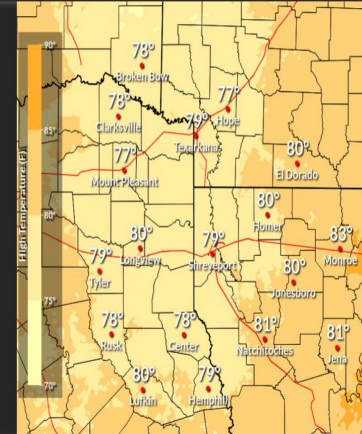 90°
78°
Broken Bow
78°
Clarksville
77°
Hope
79°
Texarkana
85°
77°
Mount Pleasant
80°
El Dorado
High Temperature (F)
80°
80°
Homer
80°
Longview
79°
Shreveport
83°
Monroe
79°
Tyler
80°
Jonesboro
75°
78°
Rusk
78°
Center
81°
Natchitoches
81°
Jena
70°
80°
Lufkin
79°
Hemphill